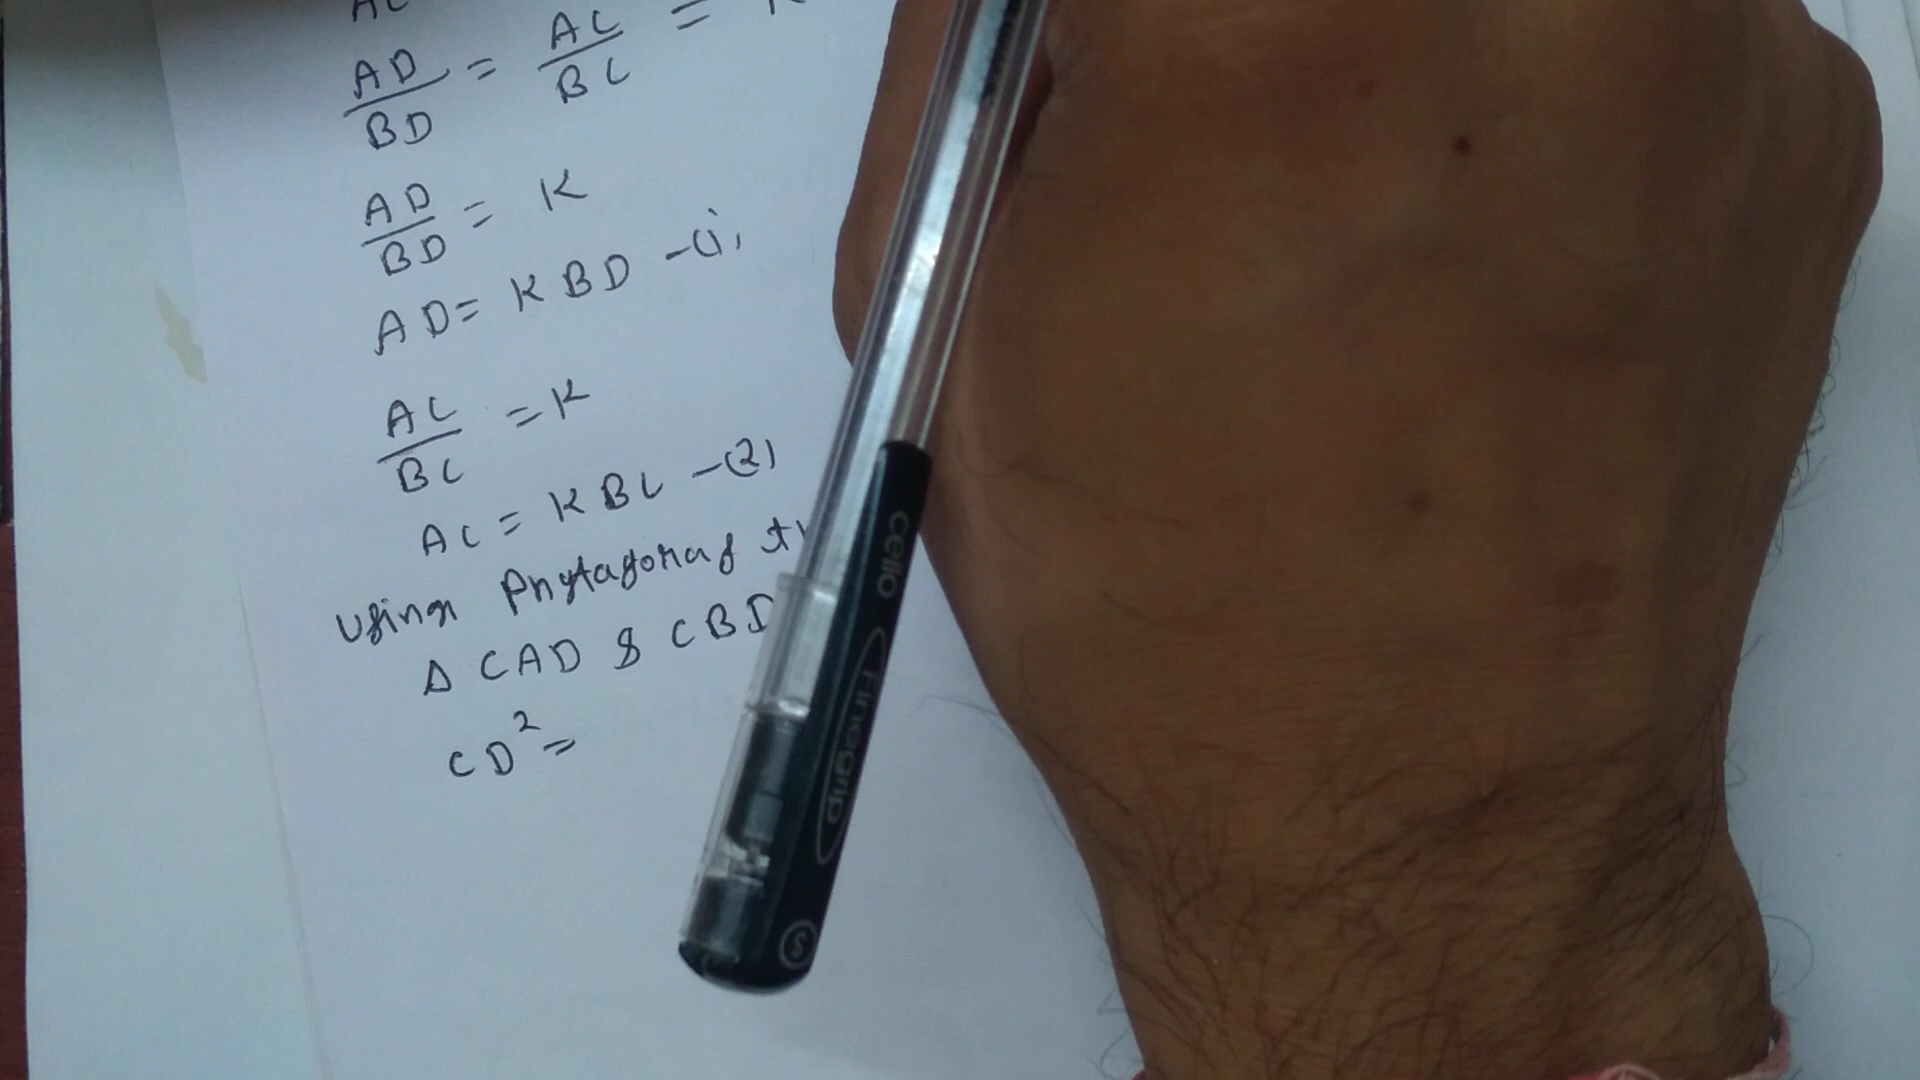 AD/BD = AC/BC =
AD/BD = K
AD = K BD -(1)
AC/BC = K
AC = K BC -(2)
Using Phytagoras
Δ CAD & CBD
CD² =
cello Finegrip
S